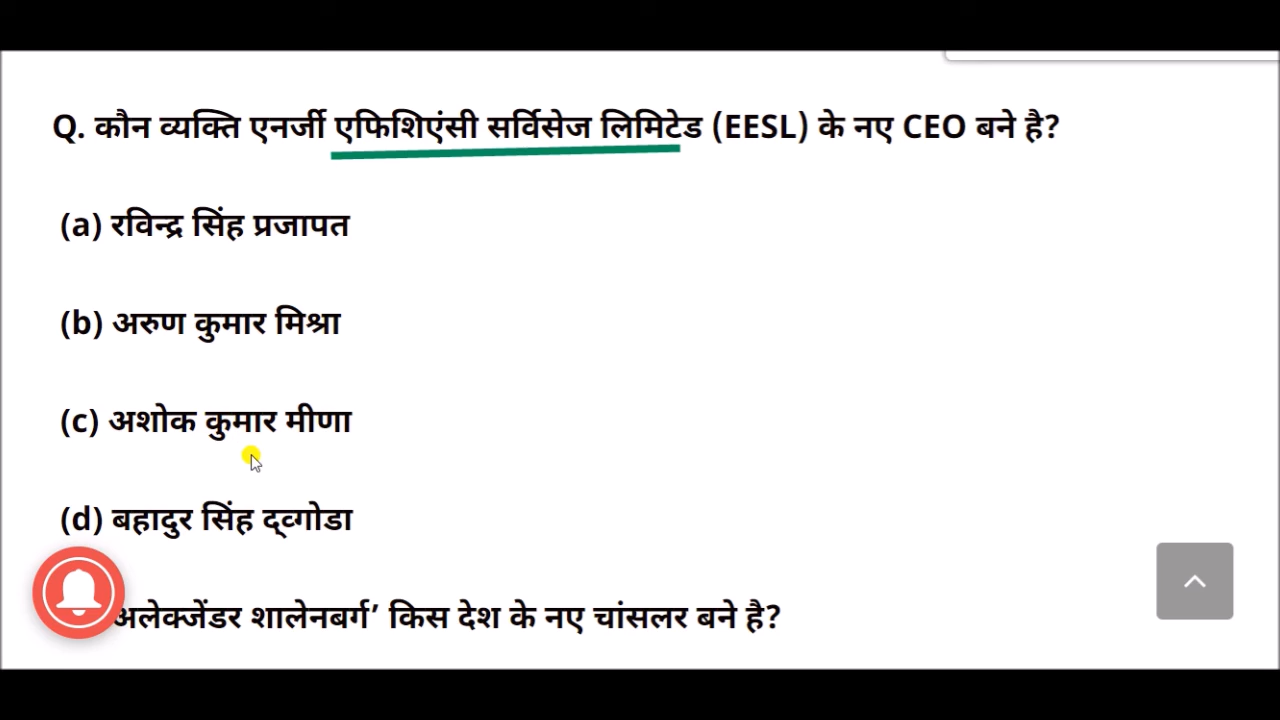 Q. कौन व्यक्ति एनर्जी एफिशिएंसी सर्विसेज लिमिटेड (EESL) के नए CEO बने है?
(a) रविन्द्र सिंह प्रजापत
(b) अरुण कुमार मिश्रा
(c) अशोक कुमार मीणा
(d) बहादुर सिंह द्व्गोडा
अलेक्जेंडर शालेनबर्ग’ किस देश के नए चांसलर बने है?